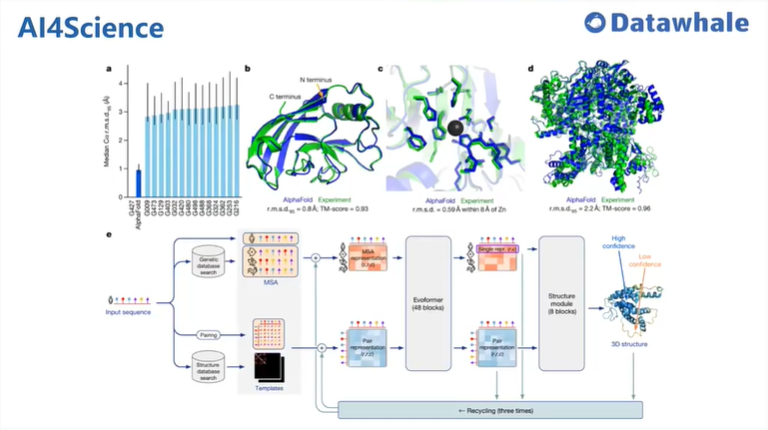 AI4Science
Datawhale
a
b
c
d
Median Cα r.m.s.d.₉₅ (Å)
4
3
2
1
0
AlphaFold
G427
G009
G473
G129
G403
G032
G420
G480
G498
G488
G324
G362
G253
G216
N terminus
C terminus
AlphaFold Experiment
r.m.s.d.₉₅ = 0.8 Å; TM-score = 0.93
AlphaFold Experiment
r.m.s.d. = 0.59 Å within 8 Å of Zn
AlphaFold Experiment
r.m.s.d.₉₅ = 2.2 Å; TM-score = 0.96
e
Input sequence
Genetic
database
search
MSA
Pairing
Structure
database
search
Templates
+
+
MSA
representation
(s,r,c)
Pair
representation
(r,r,c)
Evoformer
(48 blocks)
Single repr. (r,c)
Pair
representation
(r,r,c)
Structure
module
(8 blocks)
High
confidence
Low
confidence
3D structure
← Recycling (three times)